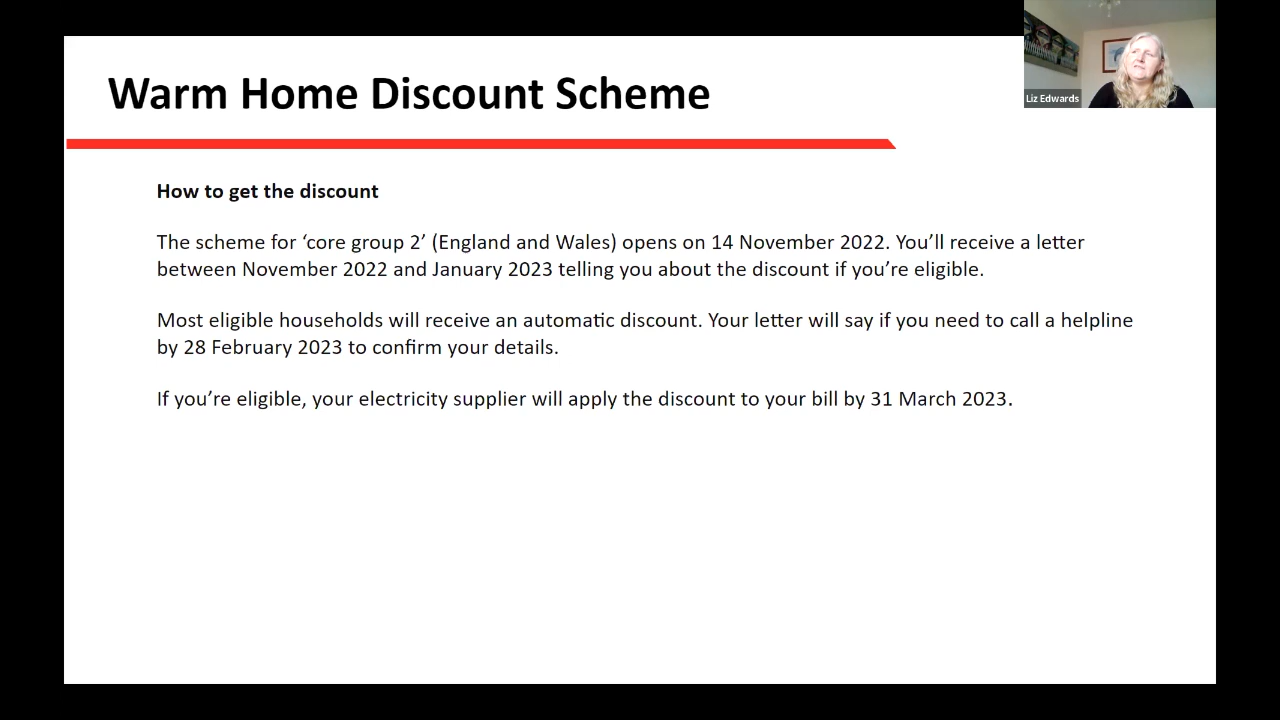 Warm Home Discount Scheme
Liz Edwards
How to get the discount
The scheme for ‘core group 2’ (England and Wales) opens on 14 November 2022. You’ll receive a letter
between November 2022 and January 2023 telling you about the discount if you’re eligible.
Most eligible households will receive an automatic discount. Your letter will say if you need to call a helpline
by 28 February 2023 to confirm your details.
If you’re eligible, your electricity supplier will apply the discount to your bill by 31 March 2023.